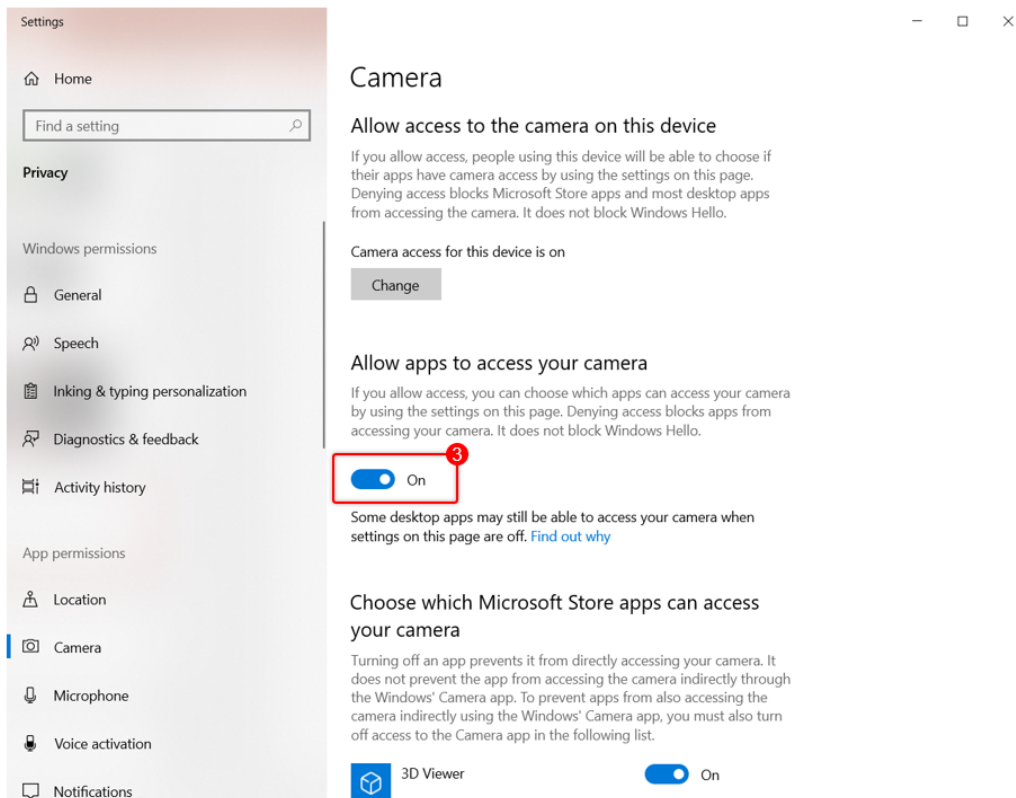 Settings
Home
Find a setting
Privacy
Windows permissions
General
Speech
Inking & typing personalization
Diagnostics & feedback
Activity history
App permissions
Location
Camera
Microphone
Voice activation
Notifications
Camera
Allow access to the camera on this device
If you allow access, people using this device will be able to choose if
their apps have camera access by using the settings on this page.
Denying access blocks Microsoft Store apps and most desktop apps
from accessing the camera. It does not block Windows Hello.
Camera access for this device is on
Change
Allow apps to access your camera
If you allow access, you can choose which apps can access your camera
by using the settings on this page. Denying access blocks apps from
accessing your camera. It does not block Windows Hello.
3
On
Some desktop apps may still be able to access your camera when
settings on this page are off. Find out why
Choose which Microsoft Store apps can access
your camera
Turning off an app prevents it from directly accessing your camera. It
does not prevent the app from accessing the camera indirectly through
the Windows' Camera app. To prevent apps from also accessing the
camera indirectly using the Windows' Camera app, you must also turn
off access to the Camera app in the following list.
3D Viewer On